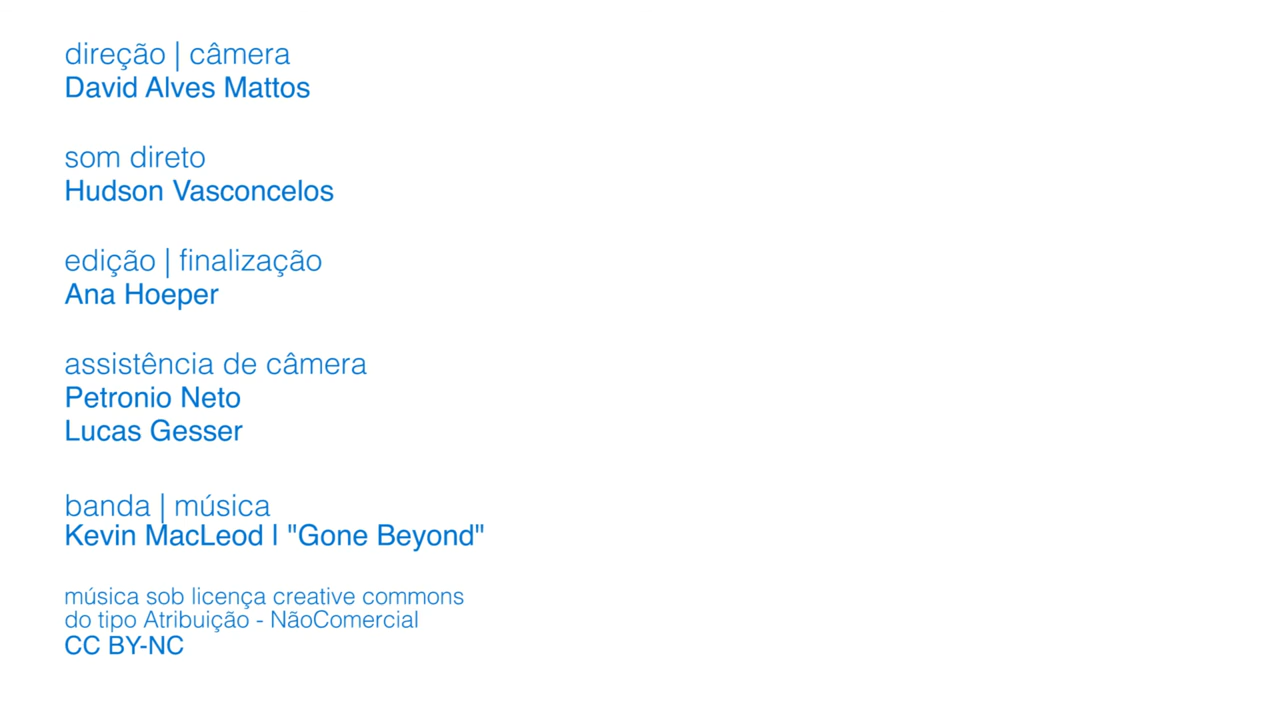 direção | câmera
David Alves Mattos
som direto
Hudson Vasconcelos
edição | finalização
Ana Hoeper
assistência de câmera
Petronio Neto
Lucas Gesser
banda | música
Kevin MacLeod | "Gone Beyond"
música sob licença creative commons
do tipo Atribuição - NãoComercial
CC BY-NC